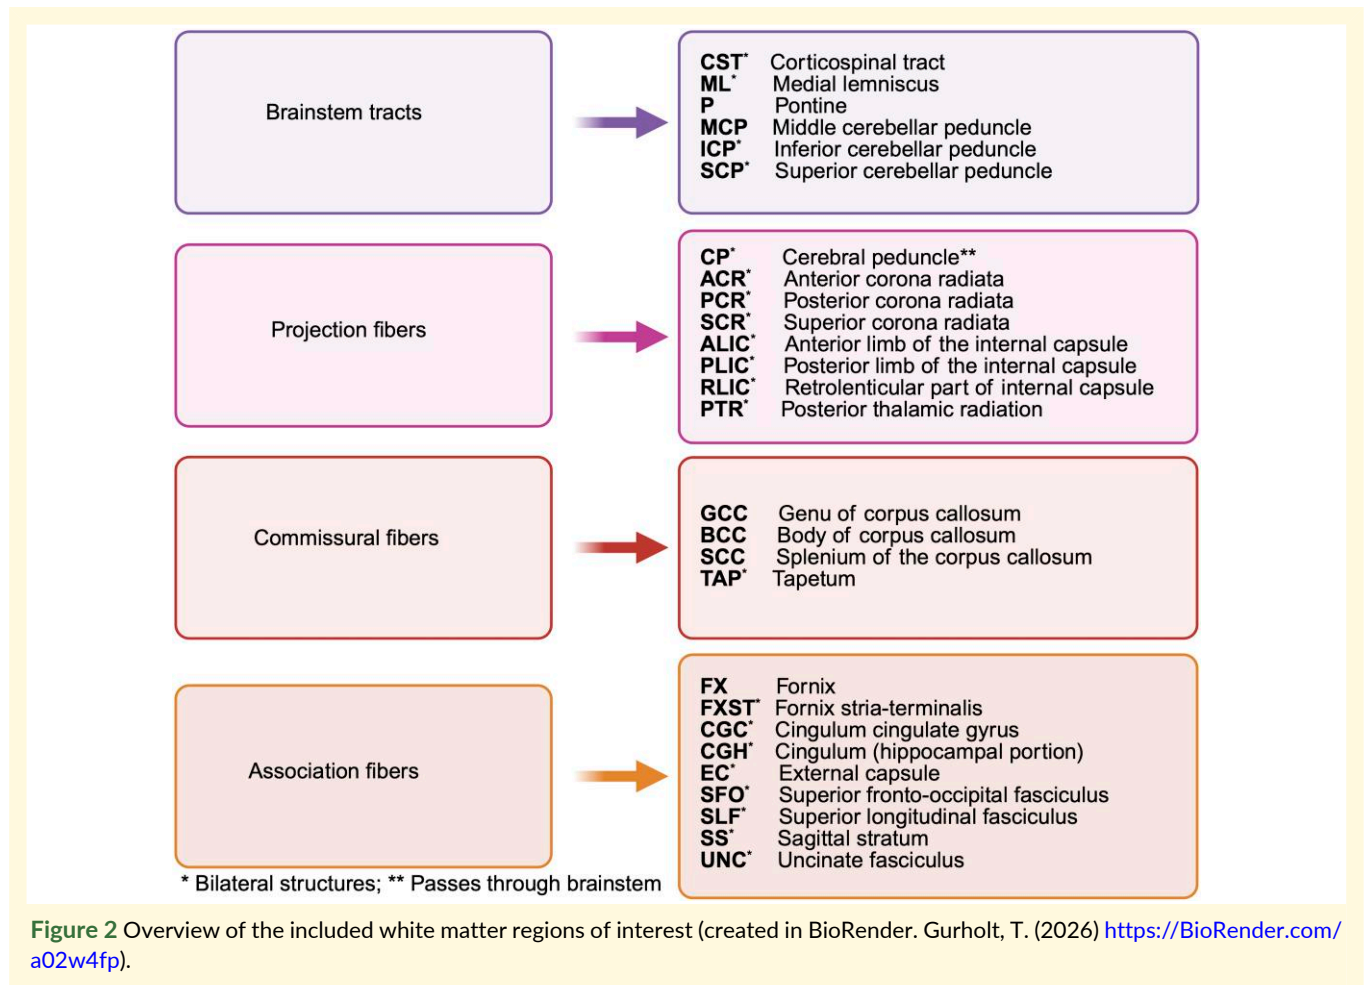 Brainstem tracts
CST* Corticospinal tract
ML* Medial lemniscus
P Pontine
MCP Middle cerebellar peduncle
ICP* Inferior cerebellar peduncle
SCP* Superior cerebellar peduncle
Projection fibers
CP* Cerebral peduncle**
ACR* Anterior corona radiata
PCR* Posterior corona radiata
SCR* Superior corona radiata
ALIC* Anterior limb of the internal capsule
PLIC* Posterior limb of the internal capsule
RLIC* Retrolenticular part of internal capsule
PTR* Posterior thalamic radiation
Commissural fibers
GCC Genu of corpus callosum
BCC Body of corpus callosum
SCC Splenium of the corpus callosum
TAP* Tapetum
Association fibers
FX Fornix
FXST* Fornix stria-terminalis
CGC* Cingulum cingulate gyrus
CGH* Cingulum (hippocampal portion)
EC* External capsule
SFO* Superior fronto-occipital fasciculus
SLF* Superior longitudinal fasciculus
SS* Sagittal stratum
UNC* Uncinate fasciculus
* Bilateral structures; ** Passes through brainstem
Figure 2 Overview of the included white matter regions of interest (created in BioRender. Gurholt, T. (2026) https://BioRender.com/
a02w4fp).